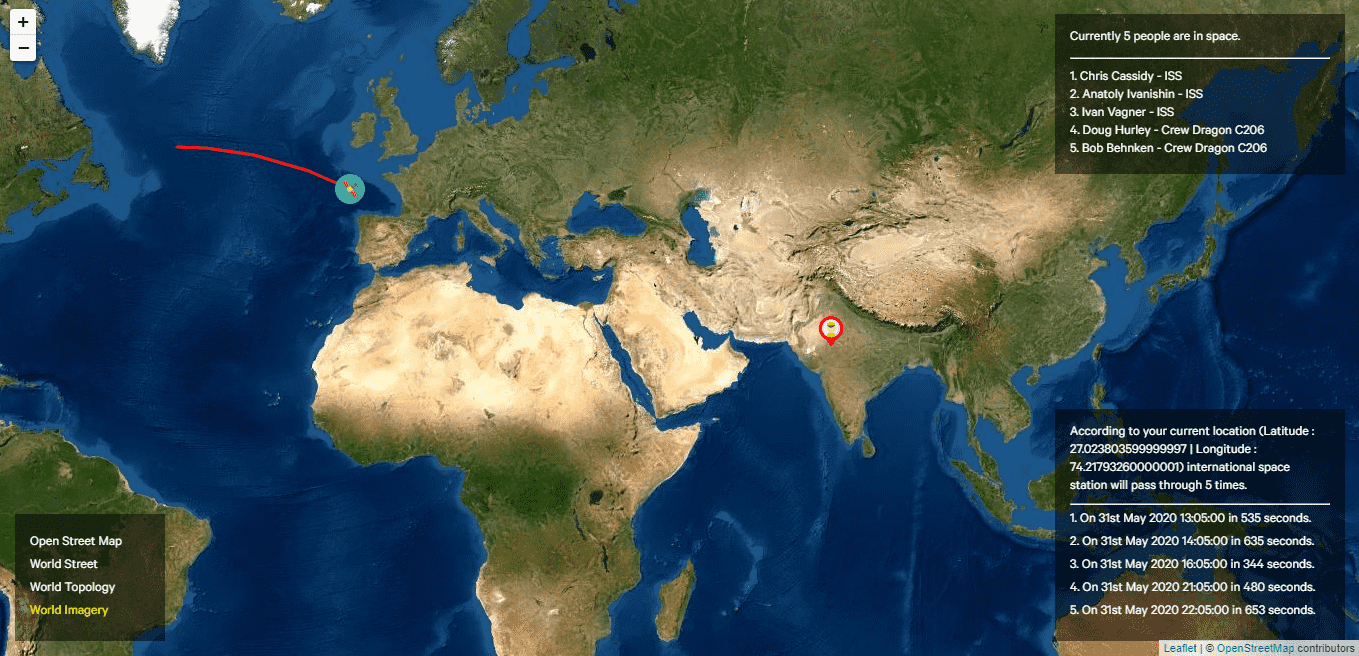 +
−
Currently 5 people are in space.
1. Chris Cassidy - ISS
2. Anatoly Ivanishin - ISS
3. Ivan Vagner - ISS
4. Doug Hurley - Crew Dragon C206
5. Bob Behnken - Crew Dragon C206
According to your current location (Latitude :
27.023803599999997 | Longitude :
74.21793260000001) international space
station will pass through 5 times.
1. On 31st May 2020 13:05:00 in 535 seconds.
2. On 31st May 2020 14:05:00 in 635 seconds.
3. On 31st May 2020 16:05:00 in 344 seconds.
4. On 31st May 2020 21:05:00 in 480 seconds.
5. On 31st May 2020 22:05:00 in 653 seconds.
Open Street Map
World Street
World Topology
World Imagery
Leaflet | © OpenStreetMap contributors